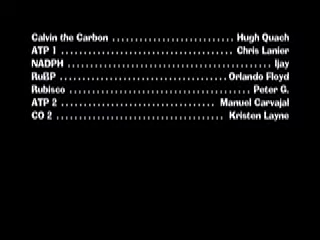 Calvin the Carbon ........................ Hugh Quach
ATP 1 .................................. Chris Lanier
NADPH ......................................... Ijay
RuBP .................................Orlando Floyd
Rubisco ..................................... Peter G.
ATP 2 .............................. Manuel Carvajal
CO 2 ................................. Kristen Layne